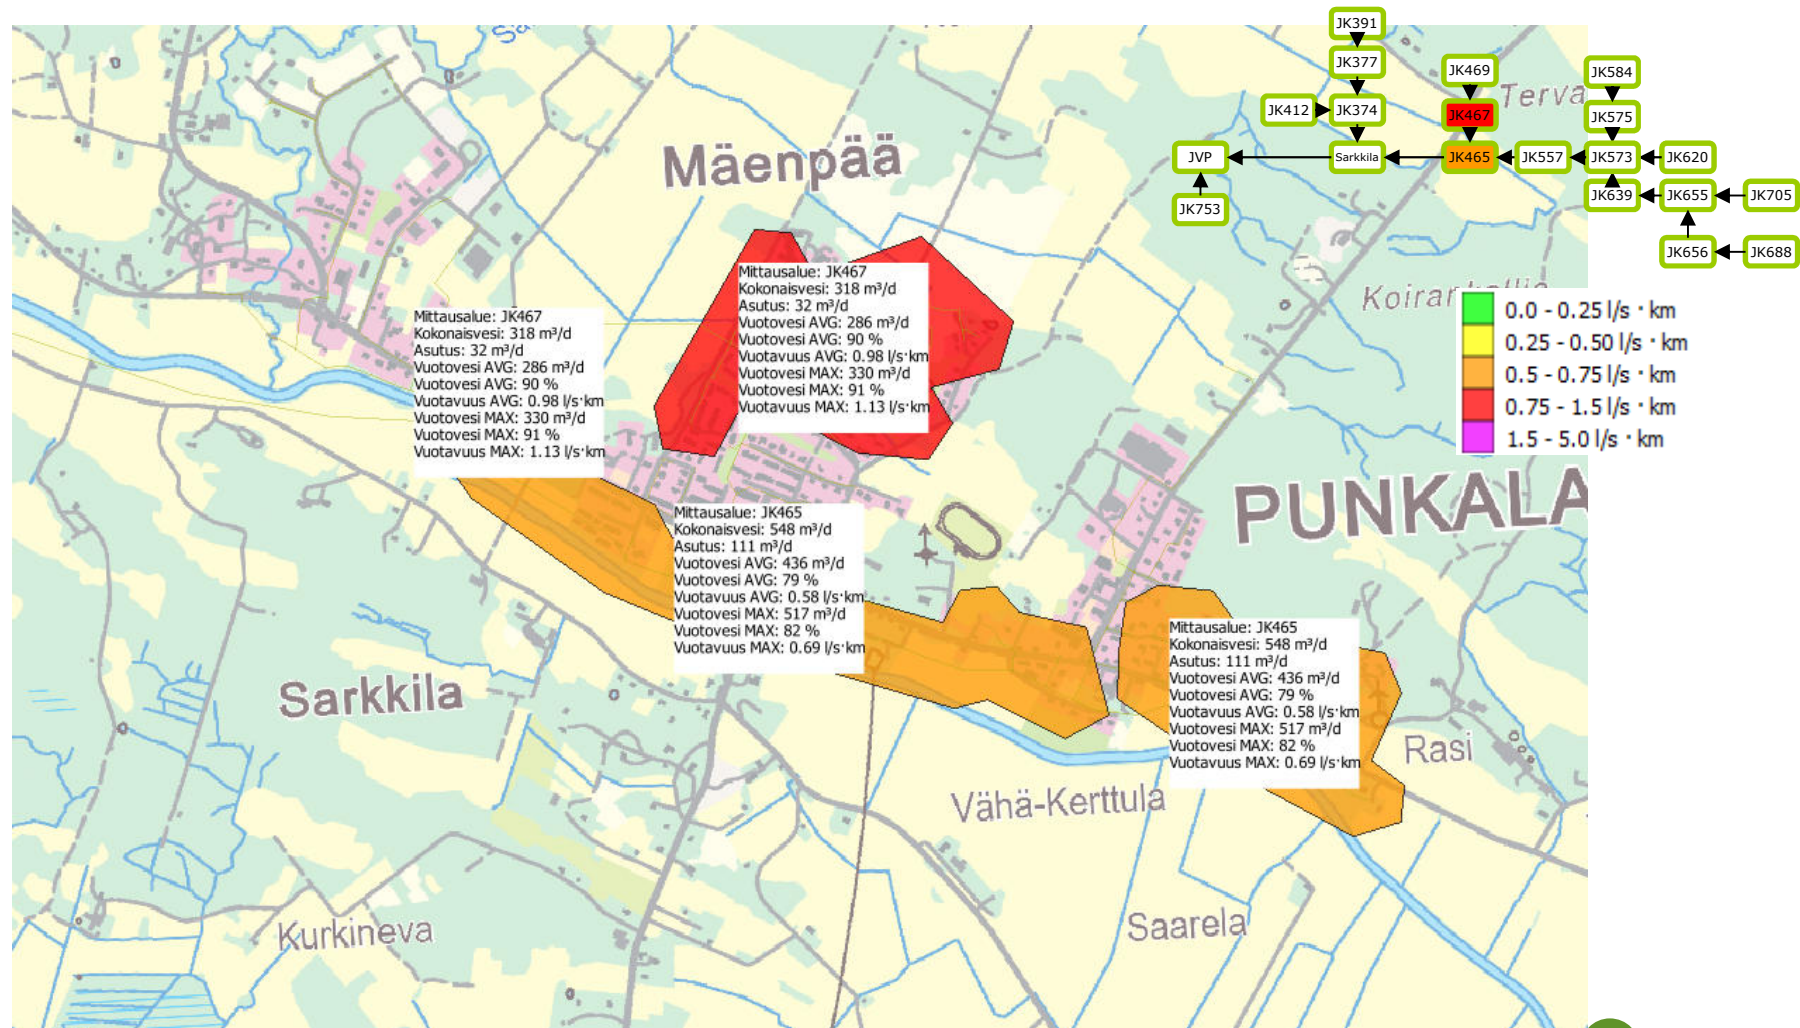 JK391
JK377
JK469
JK584
JK412
JK374
JK467
JK575
JVP
Sarkkila
JK465
JK557
JK573
JK620
JK753
JK639
JK655
JK705
JK656
JK688
Terva
Mäenpää
Koirankallio
0.0 - 0.25 l/s · km
0.25 - 0.50 l/s · km
0.5 - 0.75 l/s · km
0.75 - 1.5 l/s · km
1.5 - 5.0 l/s · km
Mittausalue: JK467
Kokonaisvesi: 318 m³/d
Asutus: 32 m³/d
Vuotovesi AVG: 286 m³/d
Vuotovesi AVG: 90 %
Vuotavuus AVG: 0.98 l/s·km
Vuotovesi MAX: 330 m³/d
Vuotovesi MAX: 91 %
Vuotavuus MAX: 1.13 l/s·km
Mittausalue: JK467
Kokonaisvesi: 318 m³/d
Asutus: 32 m³/d
Vuotovesi AVG: 286 m³/d
Vuotovesi AVG: 90 %
Vuotavuus AVG: 0.98 l/s·km
Vuotovesi MAX: 330 m³/d
Vuotovesi MAX: 91 %
Vuotavuus MAX: 1.13 l/s·km
PUNKALA
Mittausalue: JK465
Kokonaisvesi: 548 m³/d
Asutus: 111 m³/d
Vuotovesi AVG: 436 m³/d
Vuotovesi AVG: 79 %
Vuotavuus AVG: 0.58 l/s·km
Vuotovesi MAX: 517 m³/d
Vuotovesi MAX: 82 %
Vuotavuus MAX: 0.69 l/s·km
Mittausalue: JK465
Kokonaisvesi: 548 m³/d
Asutus: 111 m³/d
Vuotovesi AVG: 436 m³/d
Vuotovesi AVG: 79 %
Vuotavuus AVG: 0.58 l/s·km
Vuotovesi MAX: 517 m³/d
Vuotovesi MAX: 82 %
Vuotavuus MAX: 0.69 l/s·km
Sarkkila
Rasi
Vähä-Kerttula
Saarela
Kurkineva